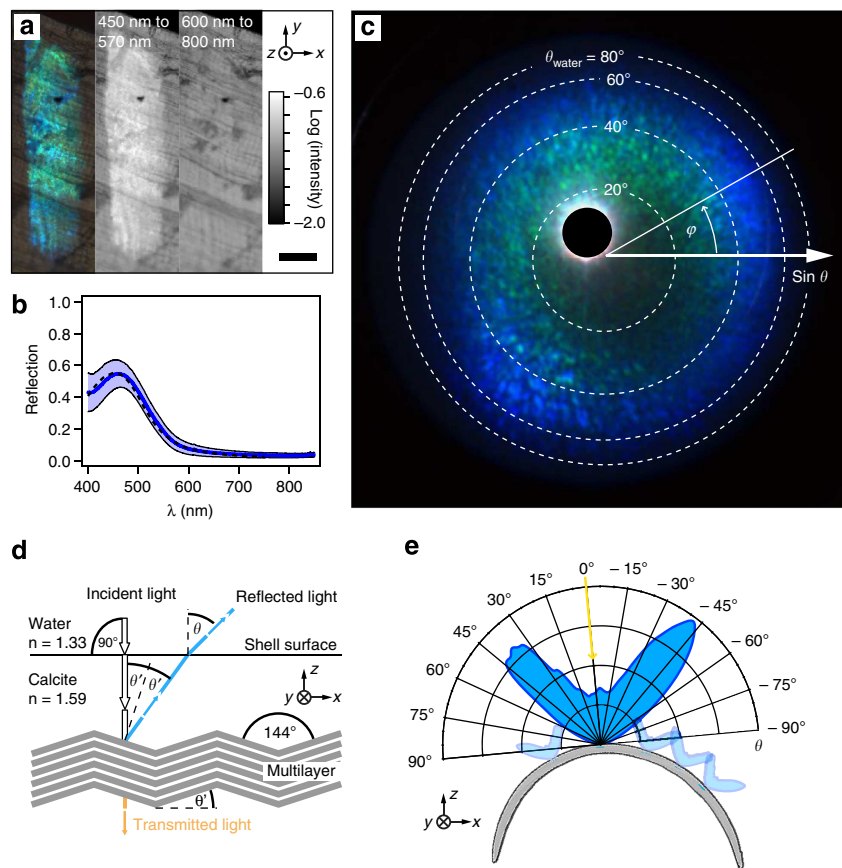 a
450 nm to
570 nm
600 nm to
800 nm
y
z
x
−0.6
Log (intensity)
−2.0
b
Reflection
1.0
0.8
0.6
0.4
0.2
0.0
400 500 600 700 800
λ (nm)
c
θwater = 80°
60°
40°
20°
φ
Sin θ
d
Incident light
Reflected light
Water
n = 1.33
90°
θ
Shell surface
Calcite
n = 1.59
θ′ θ′
z
y
x
144°
Multilayer
θ′
Transmitted light
e
0°
15°
− 15°
30°
− 30°
45°
− 45°
60°
− 60°
75°
− 75°
90°
− 90°
θ
z
y
x